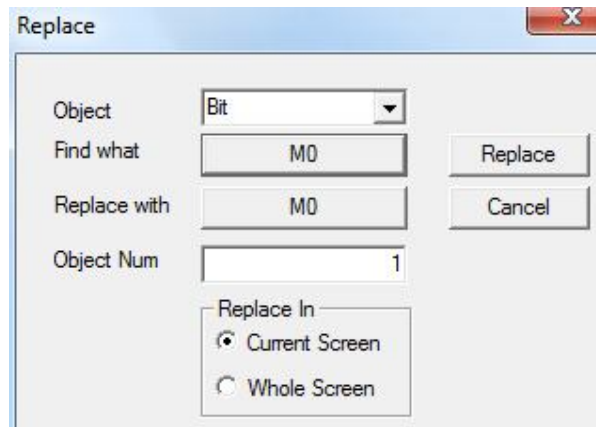 Replace
Object Bit
Find what M0 Replace
Replace with M0 Cancel
Object Num 1
Replace In
Current Screen
Whole Screen